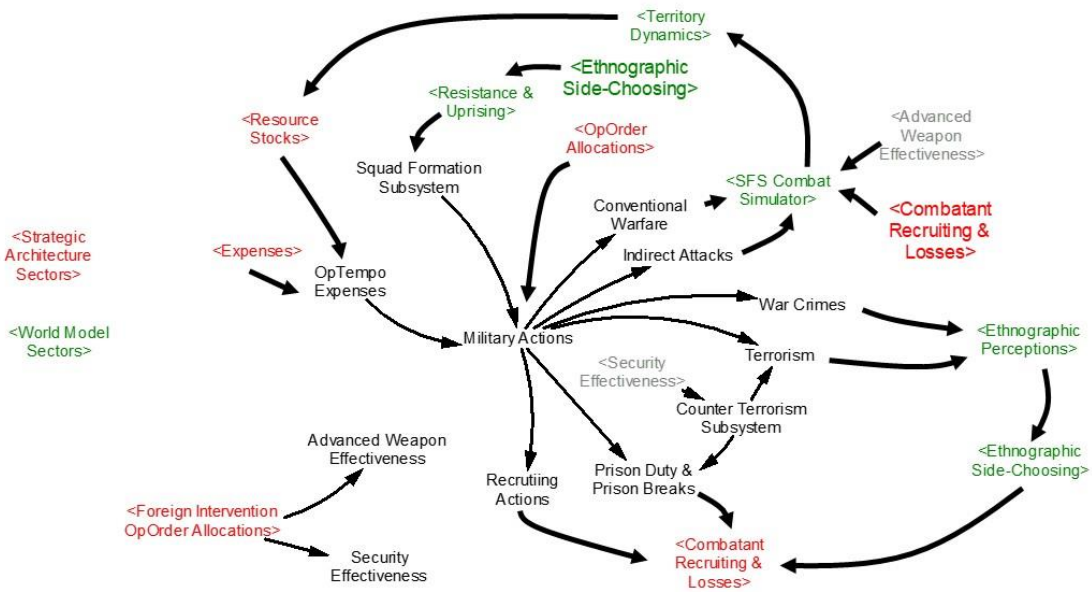 <Territory
Dynamics>
<Ethnographic
Side-Choosing>
<Resistance &
Uprising>
<Resource
Stocks>
<OpOrder
Allocations>
<Advanced
Weapon
Effectiveness>
Squad Formation
Subsystem
<SFS Combat
Simulator>
Conventional
Warfare
<Combatant
Recruiting &
Losses>
<Strategic
Architecture
Sectors>
<Expenses>
Indirect Attacks
OpTempo
Expenses
War Crimes
<World Model
Sectors>
Military Actions
<Ethnographic
Perceptions>
Terrorism
<Security
Effectiveness>
Counter Terrorism
Subsystem
Advanced Weapon
Effectiveness
<Ethnographic
Side-Choosing>
Recrutiing
Actions
Prison Duty &
Prison Breaks
<Foreign Intervention
OpOrder Allocations>
<Combatant
Recruiting &
Losses>
Security
Effectiveness